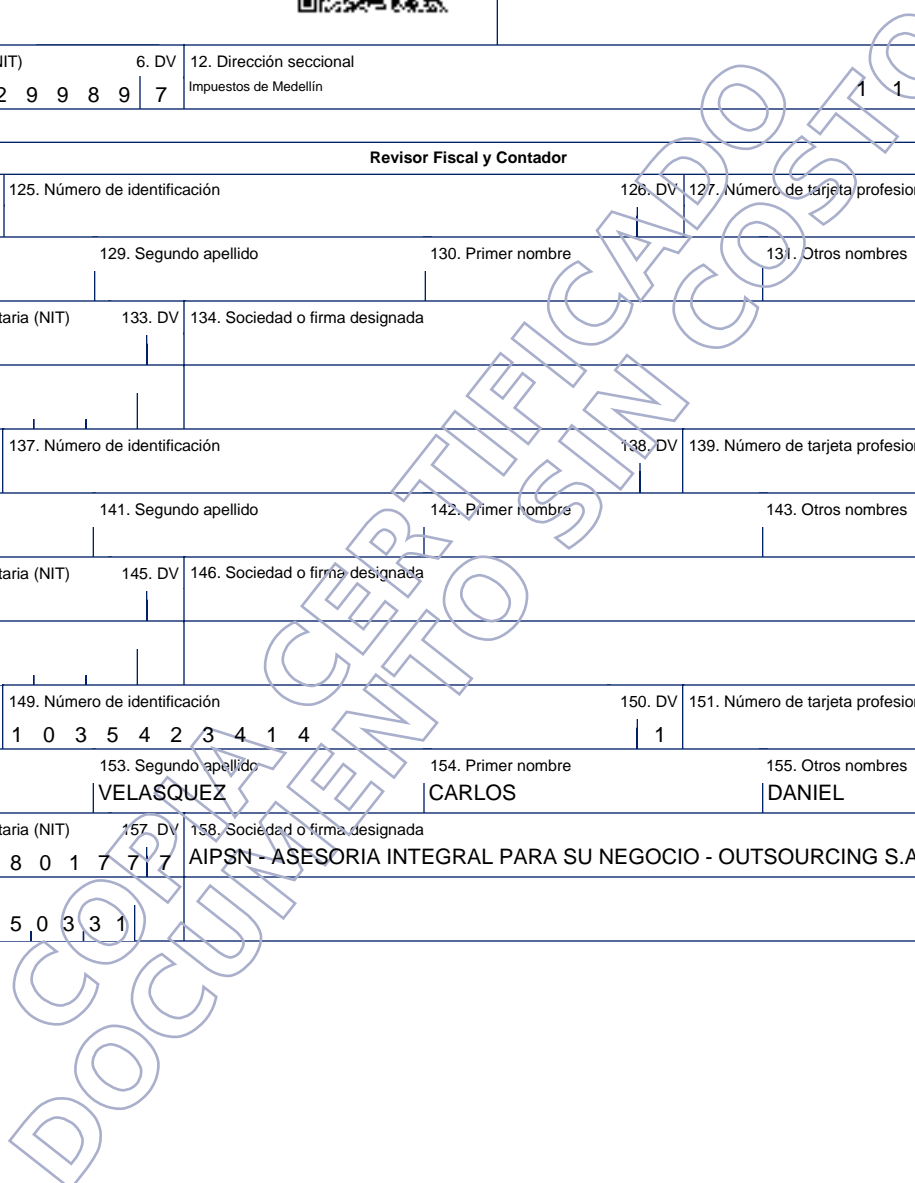 NIT) 6. DV 12. Dirección seccional
2 9 9 8 9 7 Impuestos de Medellín 1 1
Revisor Fiscal y Contador
125. Número de identificación 126. DV 127. Número de tarjeta profesion
129. Segundo apellido 130. Primer nombre 131. Otros nombres
taria (NIT) 133. DV 134. Sociedad o firma designada
137. Número de identificación 138. DV 139. Número de tarjeta profesion
141. Segundo apellido 142. Primer nombre 143. Otros nombres
taria (NIT) 145. DV 146. Sociedad o firma designada
149. Número de identificación 150. DV 151. Número de tarjeta profesion
1 0 3 5 4 2 3 4 1 4 1
153. Segundo apellido 154. Primer nombre 155. Otros nombres
VELASQUEZ CARLOS DANIEL
taria (NIT) 157. DV 158. Sociedad o firma designada
8 0 1 7 7 7 AIPSN - ASESORIA INTEGRAL PARA SU NEGOCIO - OUTSOURCING S.A
5 0 3 3 1
COPIA CERTIFICADO
DOCUMENTO SIN COSTO